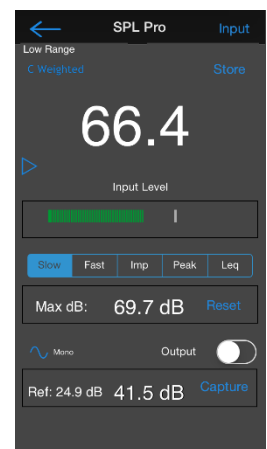 SPL Pro Input
Low Range
C Weighted Store
66.4
Input Level
Slow Fast Imp Peak Leq
Max dB: 69.7 dB Reset
Mono Output
Ref: 24.9 dB 41.5 dB Capture